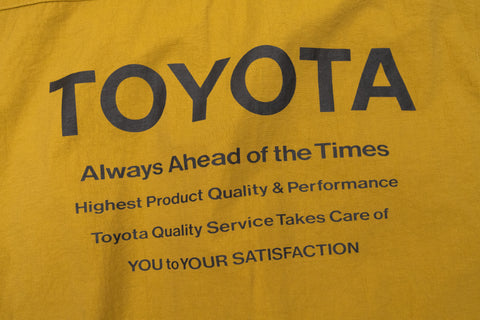 TOYOTA
Always Ahead of the Times
Highest Product Quality & Performance
Toyota Quality Service Takes Care of
YOU to YOUR SATISFACTION